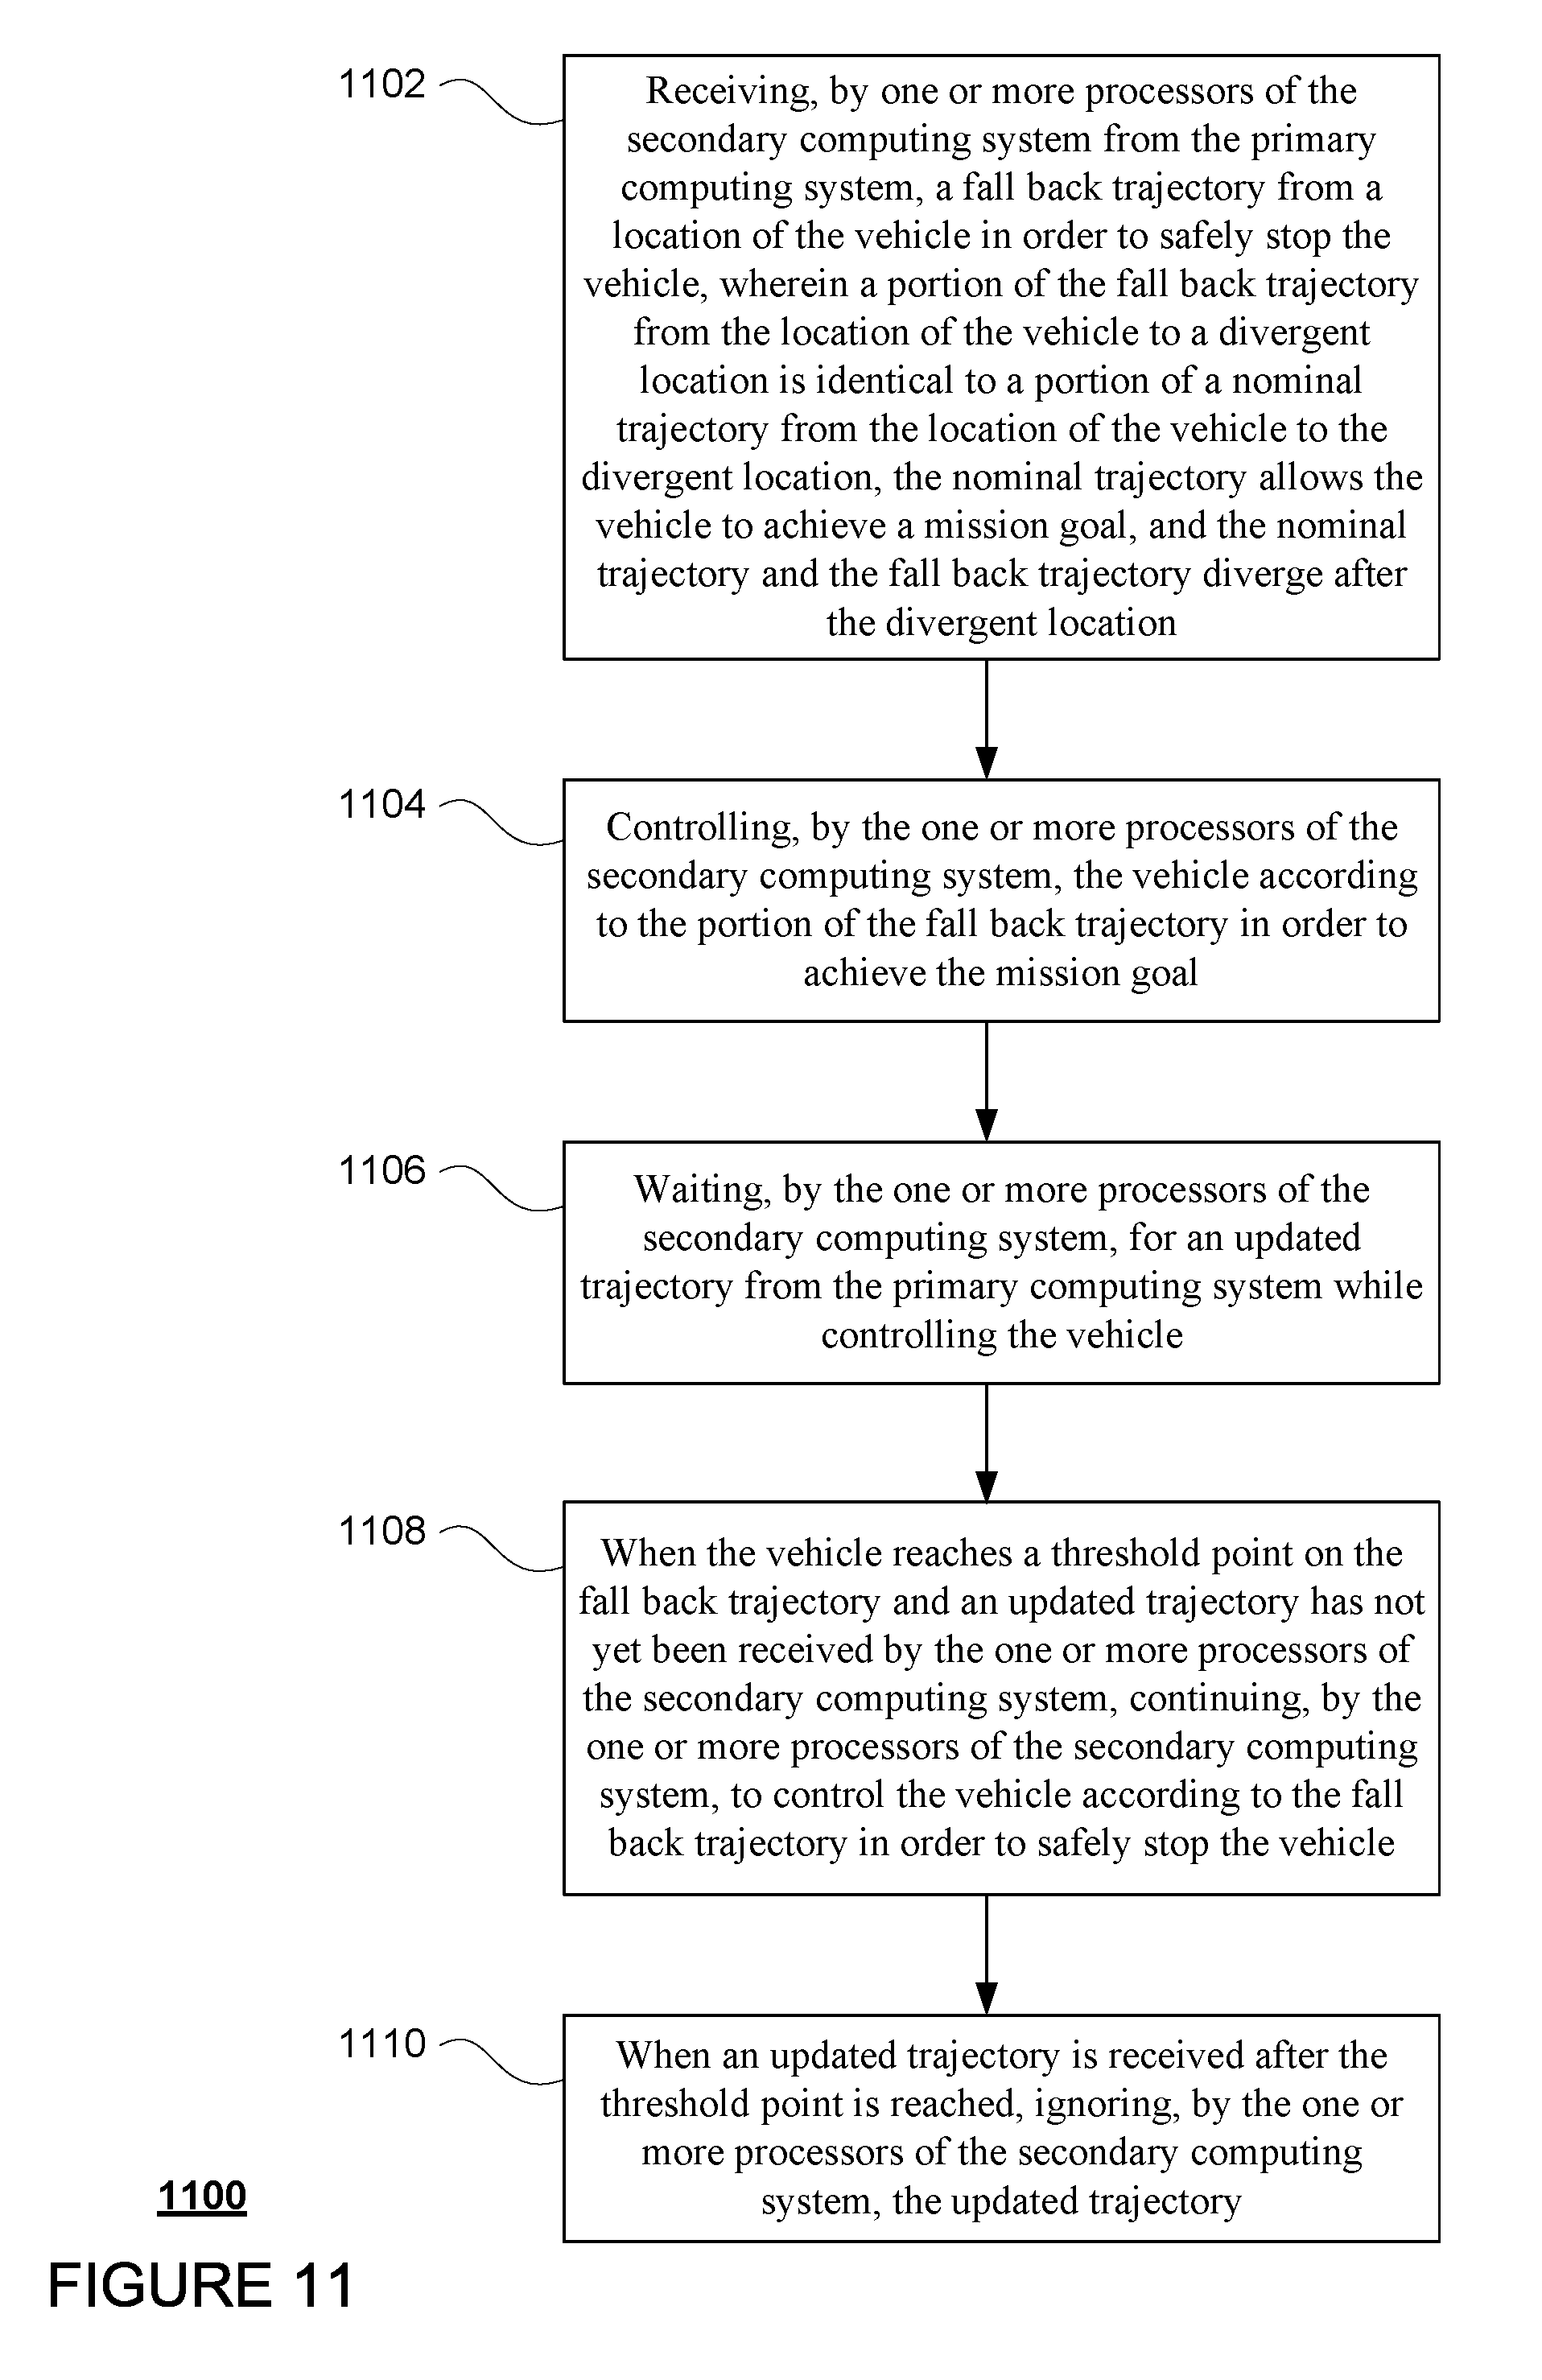 1102
Receiving, by one or more processors of the
secondary computing system from the primary
computing system, a fall back trajectory from a
location of the vehicle in order to safely stop the
vehicle, wherein a portion of the fall back trajectory
from the location of the vehicle to a divergent
location is identical to a portion of a nominal
trajectory from the location of the vehicle to the
divergent location, the nominal trajectory allows the
vehicle to achieve a mission goal, and the nominal
trajectory and the fall back trajectory diverge after
the divergent location
1104
Controlling, by the one or more processors of the
secondary computing system, the vehicle according
to the portion of the fall back trajectory in order to
achieve the mission goal
1106
Waiting, by the one or more processors of the
secondary computing system, for an updated
trajectory from the primary computing system while
controlling the vehicle
1108
When the vehicle reaches a threshold point on the
fall back trajectory and an updated trajectory has not
yet been received by the one or more processors of
the secondary computing system, continuing, by the
one or more processors of the secondary computing
system, to control the vehicle according to the fall
back trajectory in order to safely stop the vehicle
1110
When an updated trajectory is received after the
threshold point is reached, ignoring, by the one or
more processors of the secondary computing
system, the updated trajectory
1100
FIGURE 11